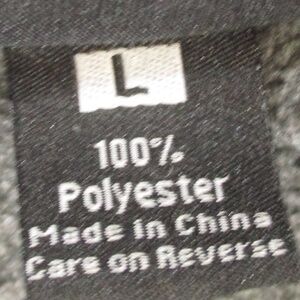 L
100%
Polyester
Made in China
Care on Reverse